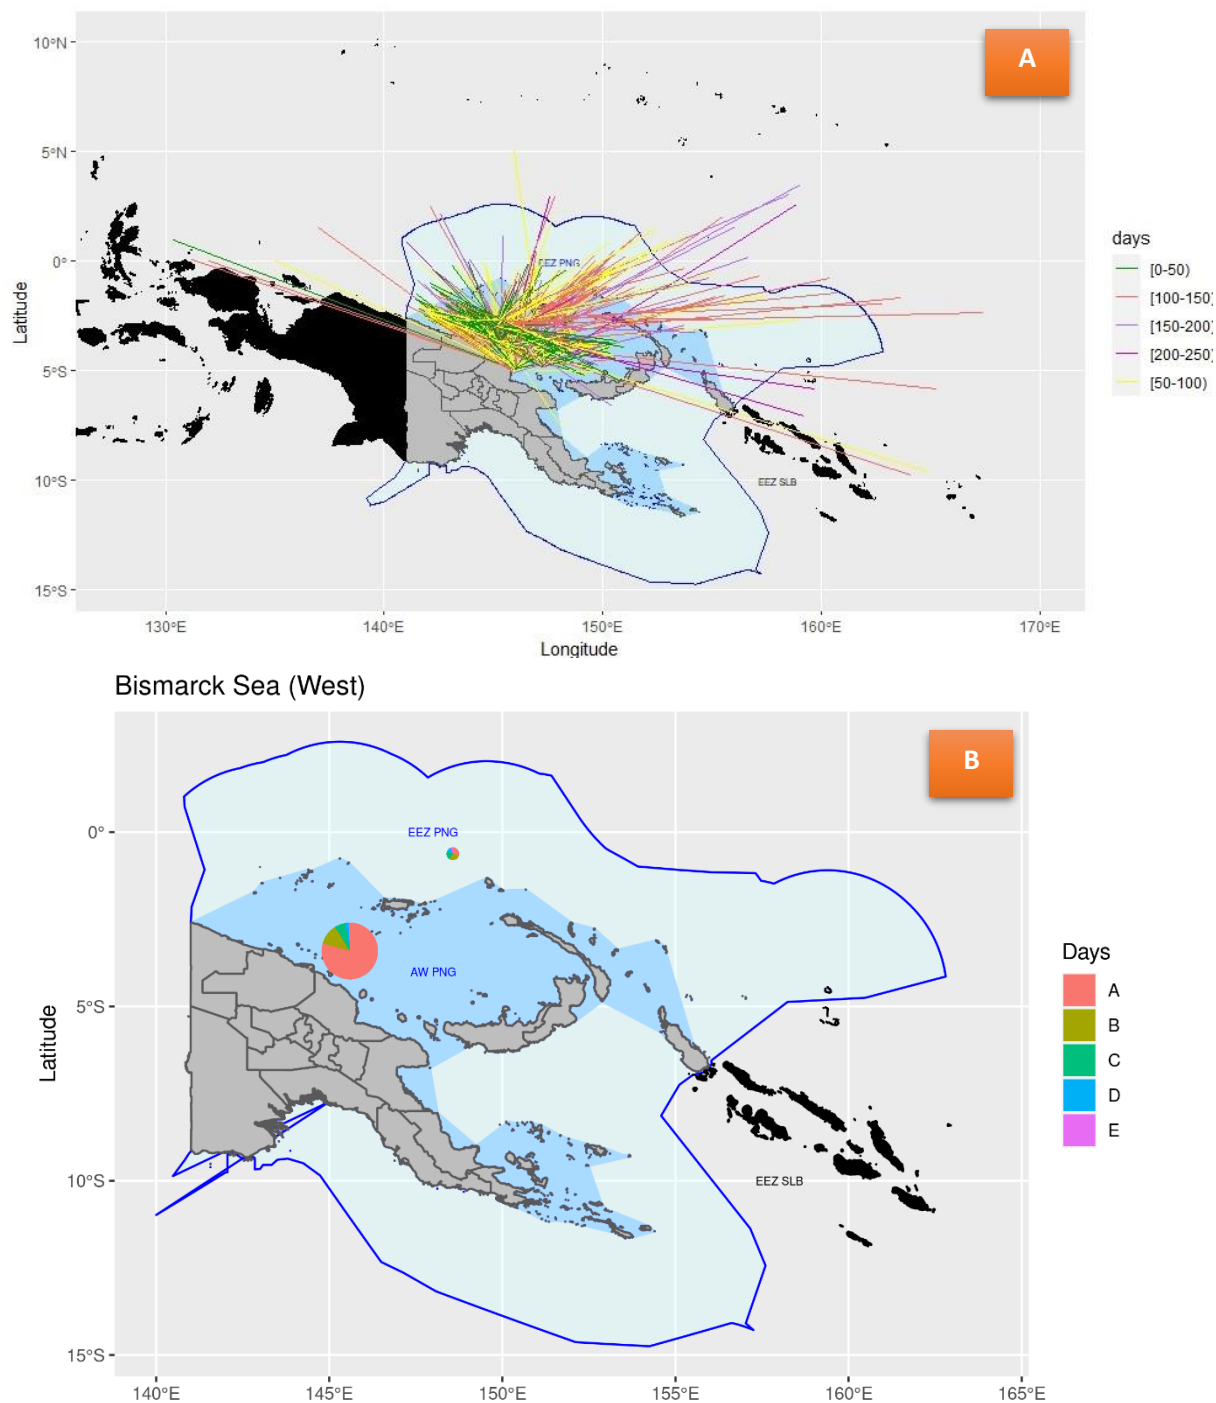 A
10°N
5°N
0°
5°S
10°S
15°S
Latitude
EEZ PNG
EEZ SLB
130°E 140°E 150°E 160°E 170°E
Longitude
days
[0-50)
[100-150)
[150-200)
[200-250)
[50-100)
Bismarck Sea (West)
B
0°
5°S
10°S
15°S
Latitude
EEZ PNG
AW PNG
EEZ SLB
140°E 145°E 150°E 155°E 160°E 165°E
Days
A
B
C
D
E